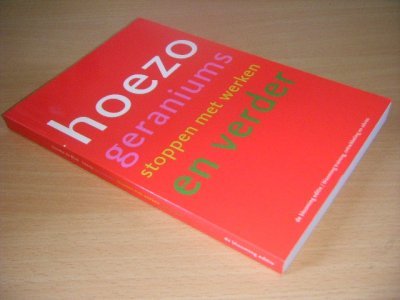 hoezo
geraniums
stoppen met werken
en verder